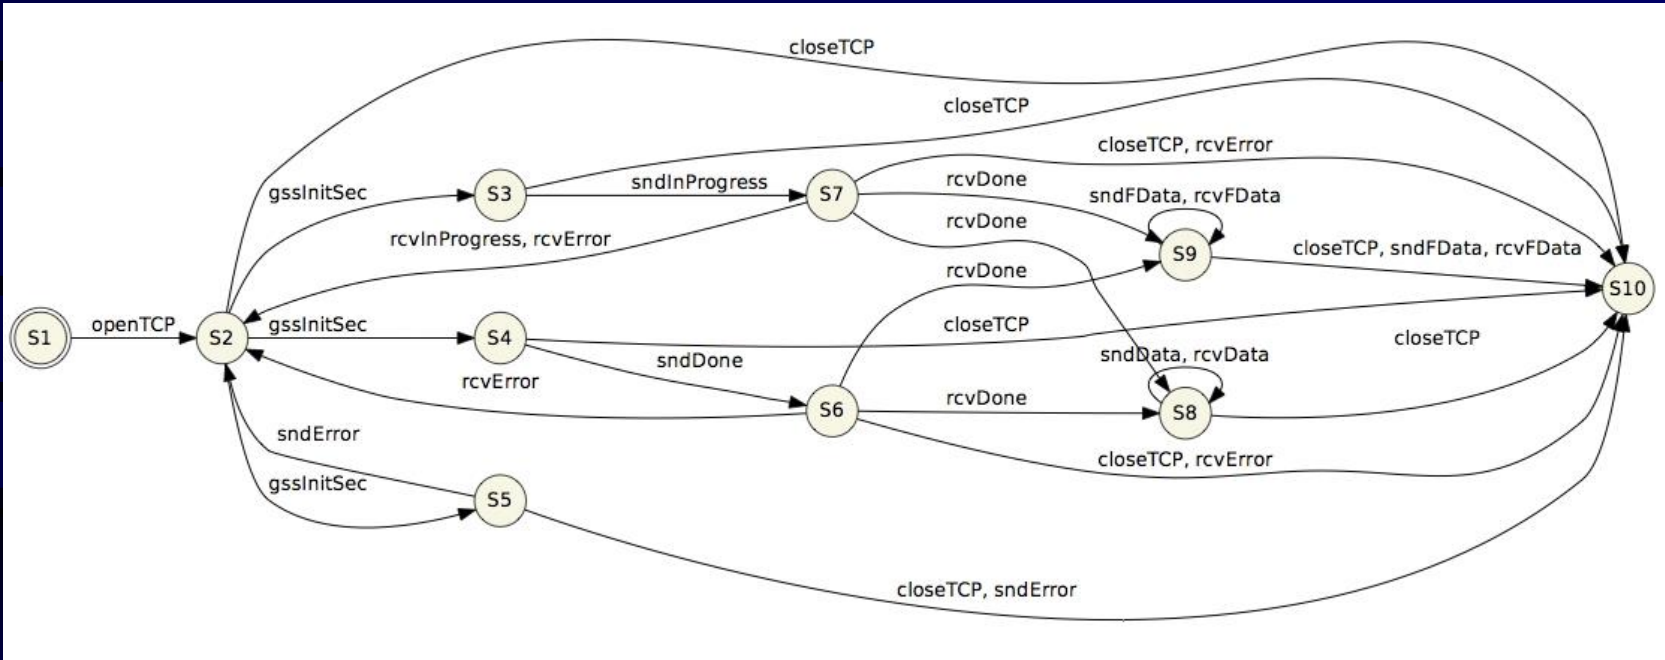 closeTCP
closeTCP
closeTCP, rcvError
gssInitSec
S3
sndInProgress
S7
rcvDone
sndFData, rcvFData
rcvInProgress, rcvError
rcvDone
S9
closeTCP, sndFData, rcvFData
rcvDone
S10
S1
openTCP
S2
gssInitSec
S4
closeTCP
closeTCP
sndDone
sndData, rcvData
rcvError
S6
rcvDone
S8
sndError
closeTCP, rcvError
gssInitSec
S5
closeTCP, sndError